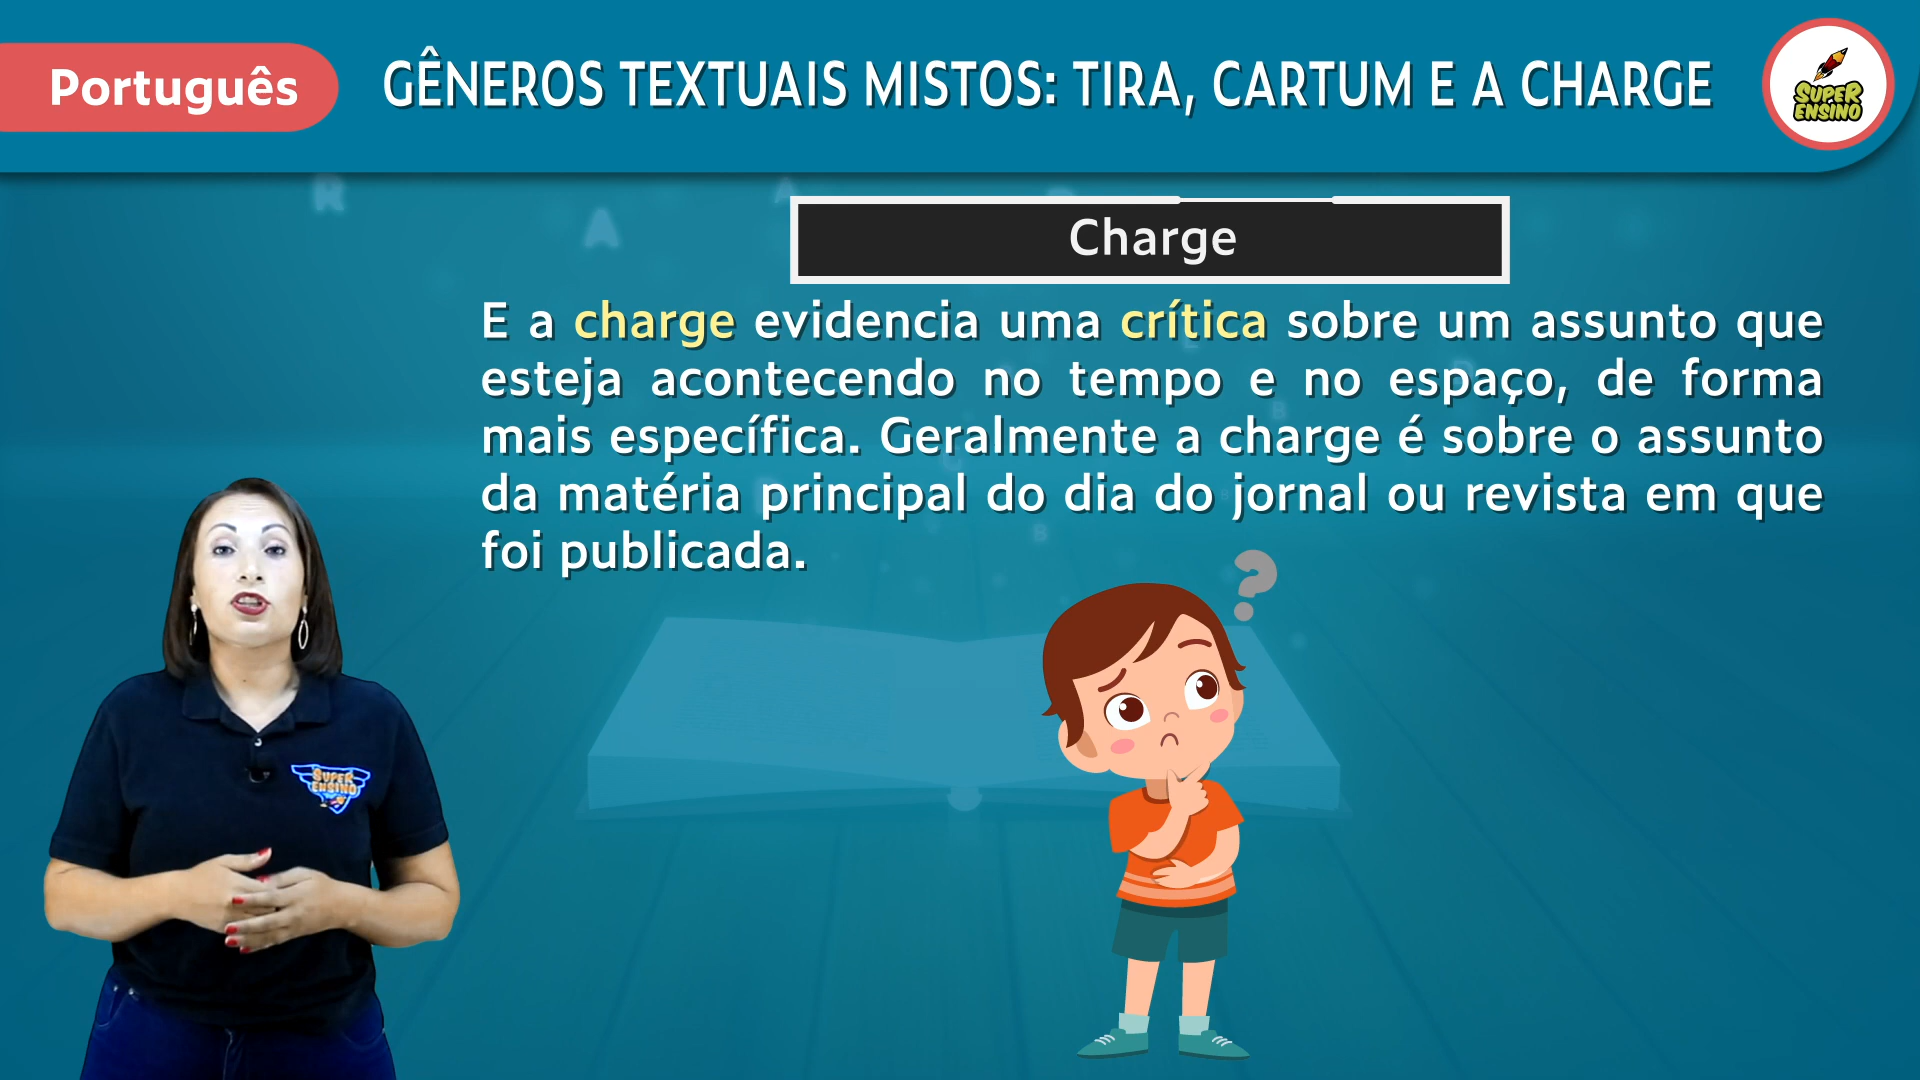 Português
GÊNEROS TEXTUAIS MISTOS: TIRA, CARTUM E A CHARGE
SUPER
ENSINO
Charge
E a charge evidencia uma crítica sobre um assunto que
esteja acontecendo no tempo e no espaço, de forma
mais específica. Geralmente a charge é sobre o assunto
da matéria principal do dia do jornal ou revista em que
foi publicada.
?
SUPER
ENSINO